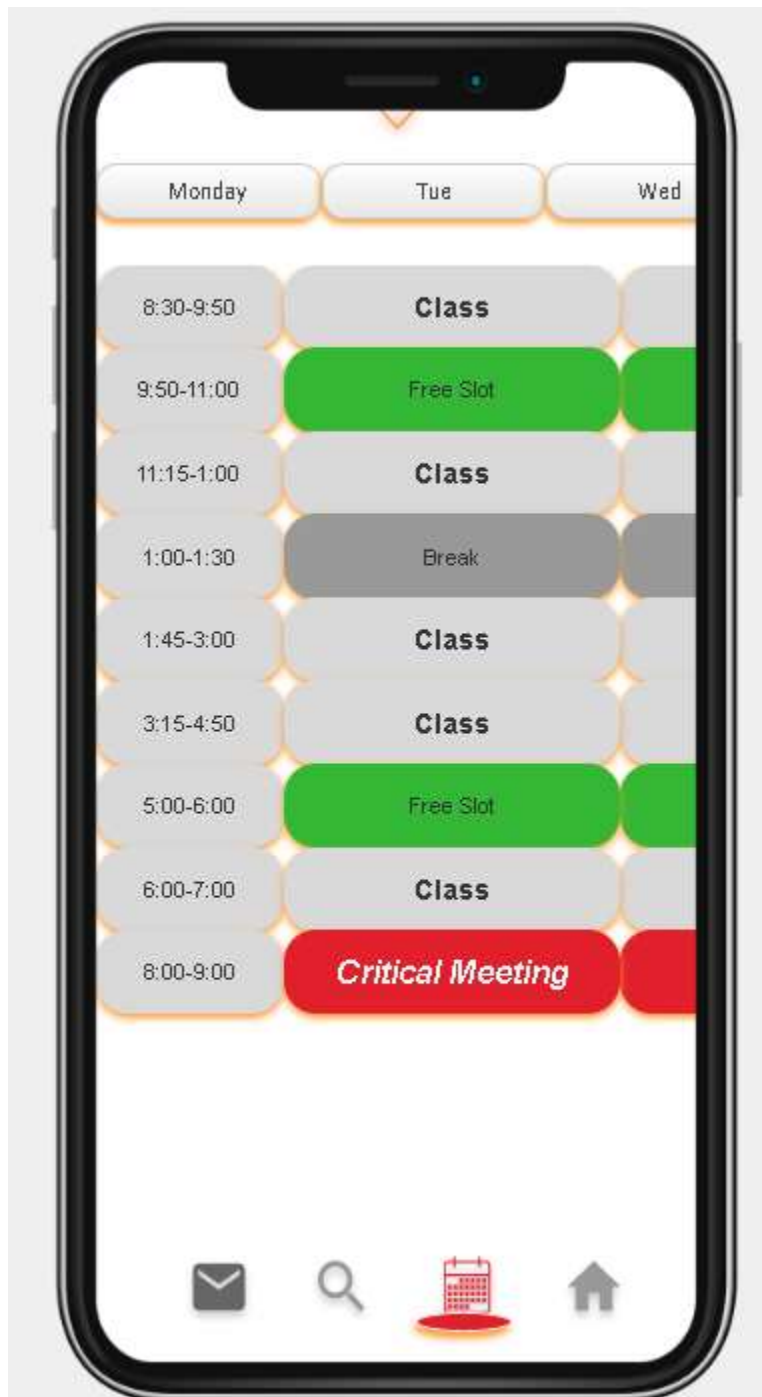 Monday Tue Wed
8:30-9:50 Class
9:50-11:00 Free Slot
11:15-1:00 Class
1:00-1:30 Break
1:45-3:00 Class
3:15-4:50 Class
5:00-6:00 Free Slot
6:00-7:00 Class
8:00-9:00 Critical Meeting